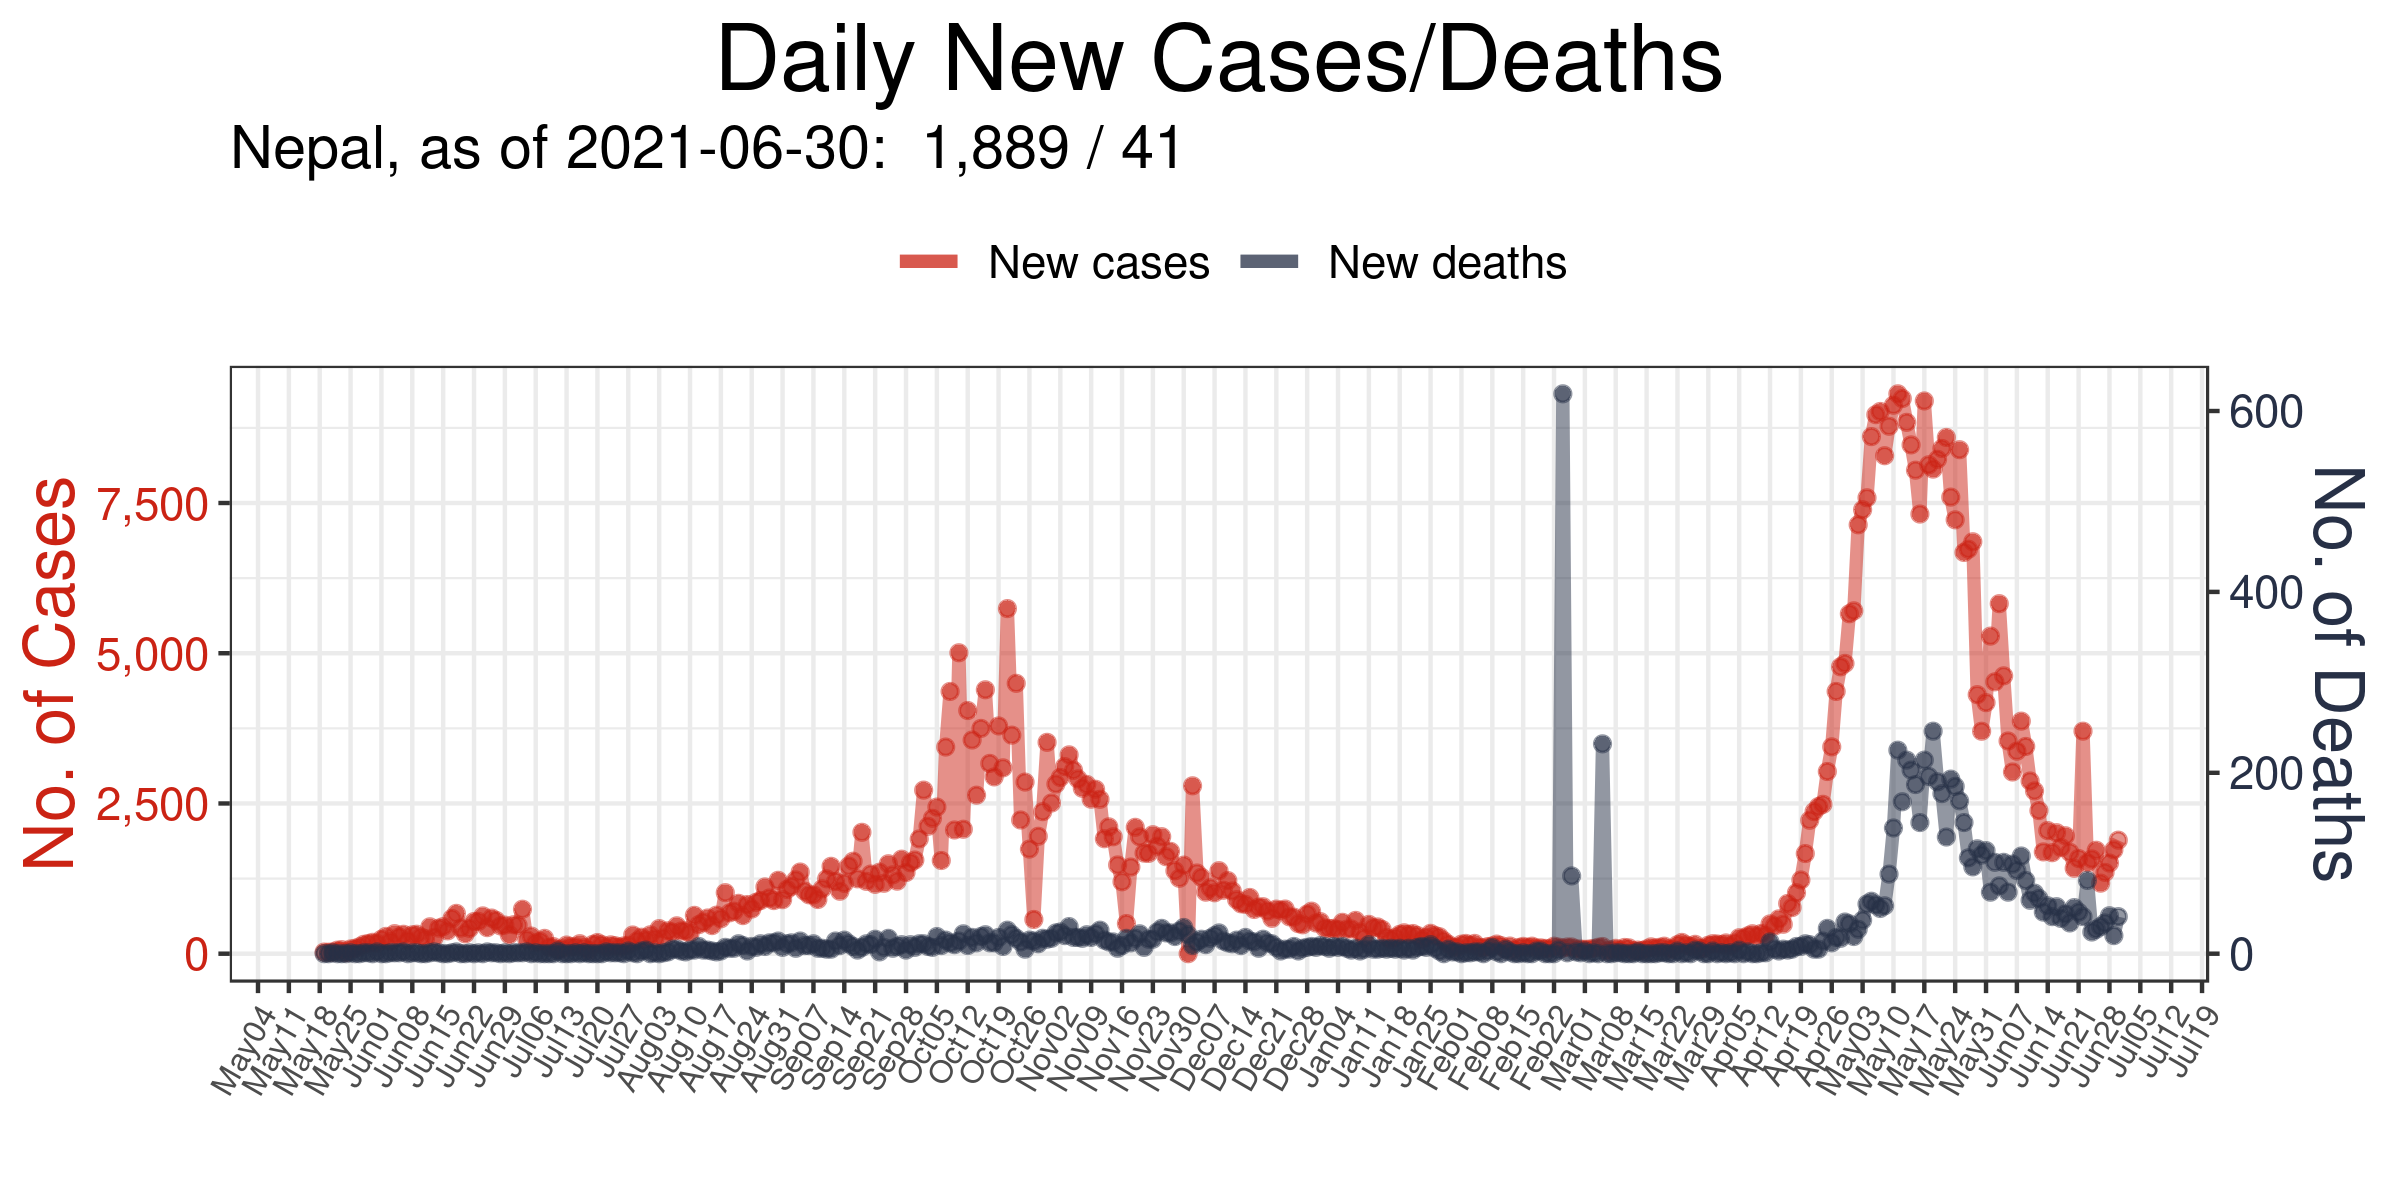 Daily New Cases/Deaths
Nepal, as of 2021-06-30:  1,889 / 41
New cases New deaths
No. of Cases
7,500
5,000
2,500
0
600
400
200
0
No. of Deaths
May04 May11 May18 May25 Jun01 Jun08 Jun15 Jun22 Jun29 Jul06 Jul13 Jul20 Jul27 Aug03 Aug10 Aug17 Aug24 Aug31 Sep07 Sep14 Sep21 Sep28 Oct05 Oct12 Oct19 Oct26 Nov02 Nov09 Nov16 Nov23 Nov30 Dec07 Dec14 Dec21 Dec28 Jan04 Jan11 Jan18 Jan25 Feb01 Feb08 Feb15 Feb22 Mar01 Mar08 Mar15 Mar22 Mar29 Apr05 Apr12 Apr19 Apr26 May03 May10 May17 May24 May31 Jun07 Jun14 Jun21 Jun28 Jul05 Jul12 Jul19